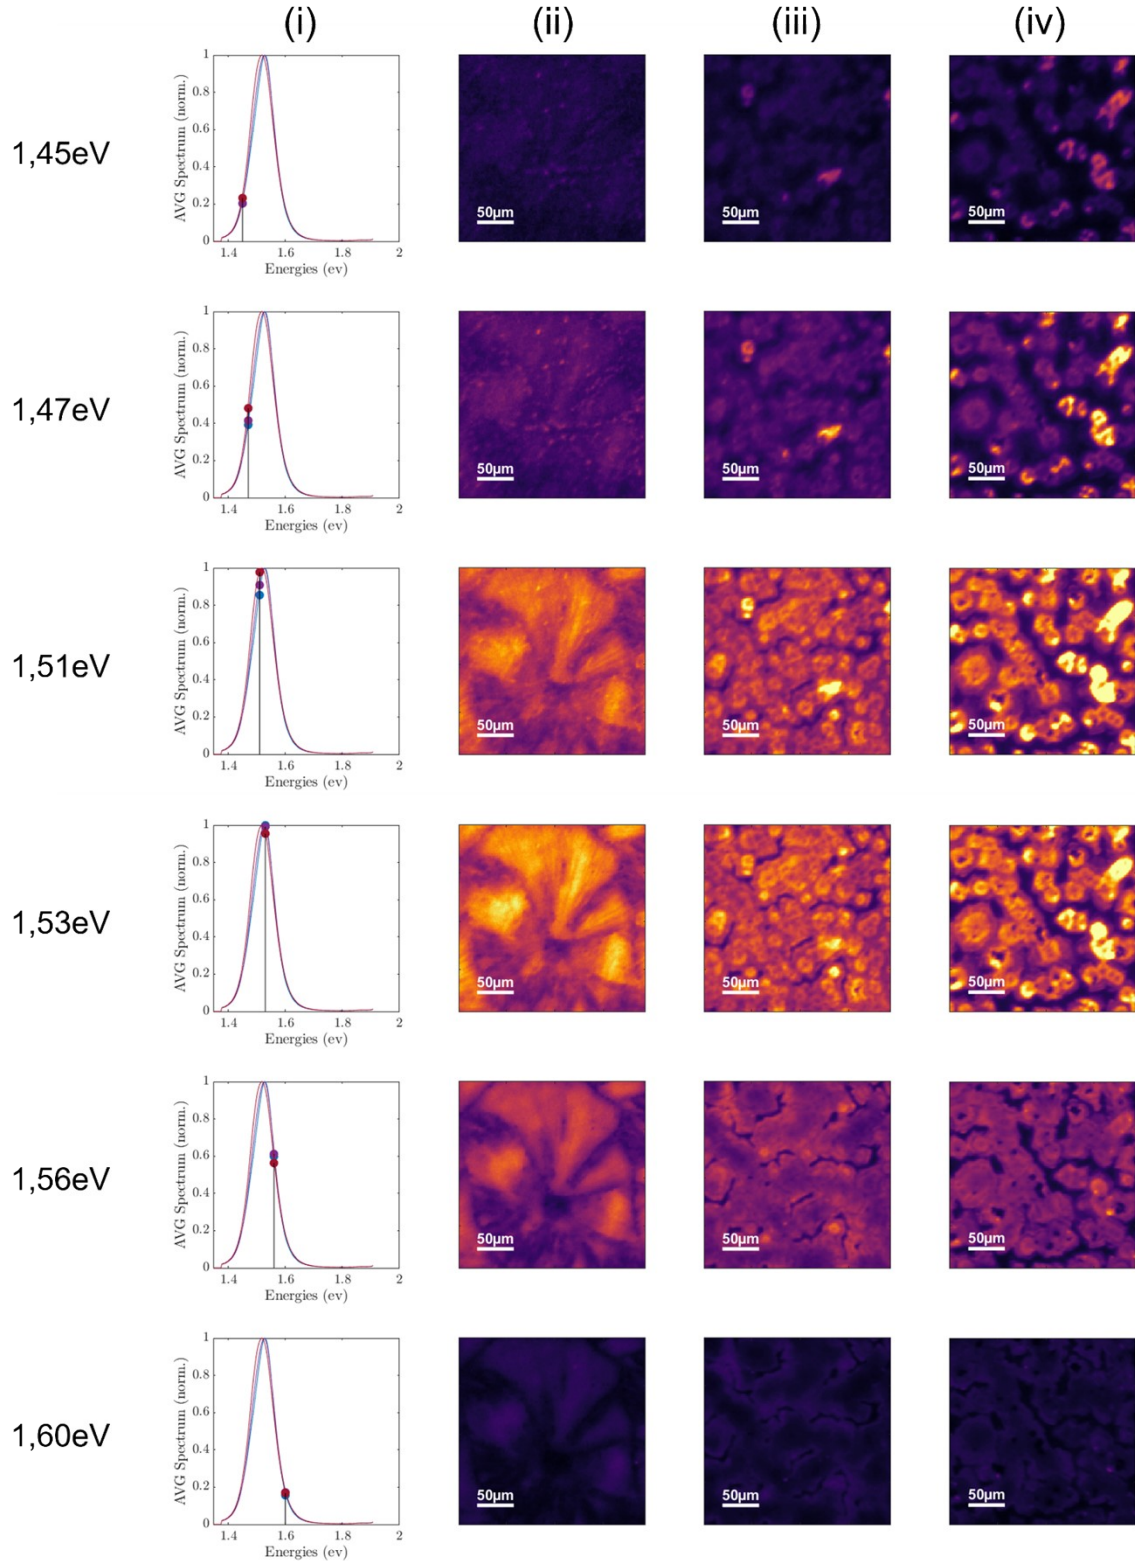 (i) (ii) (iii) (iv)
1,45eV
AVG Spectrum (norm.)
1
0.8
0.6
0.4
0.2
0
1.4 1.6 1.8 2
Energies (ev)
50µm 50µm 50µm
1,47eV
AVG Spectrum (norm.)
1
0.8
0.6
0.4
0.2
0
1.4 1.6 1.8 2
Energies (ev)
50µm 50µm 50µm
1,51eV
AVG Spectrum (norm.)
1
0.8
0.6
0.4
0.2
0
1.4 1.6 1.8 2
Energies (ev)
50µm 50µm 50µm
1,53eV
AVG Spectrum (norm.)
1
0.8
0.6
0.4
0.2
0
1.4 1.6 1.8 2
Energies (ev)
50µm 50µm 50µm
1,56eV
AVG Spectrum (norm.)
1
0.8
0.6
0.4
0.2
0
1.4 1.6 1.8 2
Energies (ev)
50µm 50µm 50µm
1,60eV
AVG Spectrum (norm.)
1
0.8
0.6
0.4
0.2
0
1.4 1.6 1.8 2
Energies (ev)
50µm 50µm 50µm